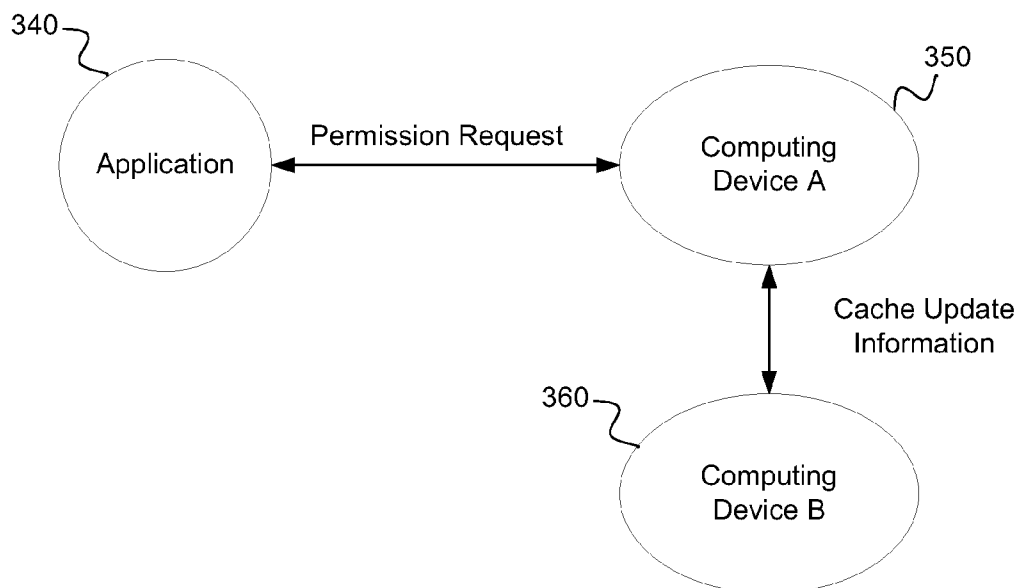 340
350
Permission Request
Application
Computing
Device A
Cache Update
Information
360
Computing
Device B